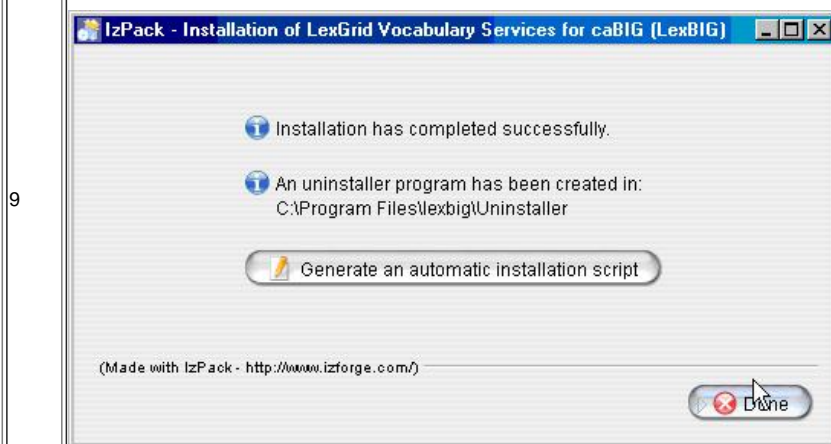 IzPack - Installation of LexGrid Vocabulary Services for caBIG (LexBIG)
Installation has completed successfully.
An uninstaller program has been created in:
C:\Program Files\lexbig\Uninstaller
9
Generate an automatic installation script
(Made with IzPack - http://www.izforge.com/)
Done